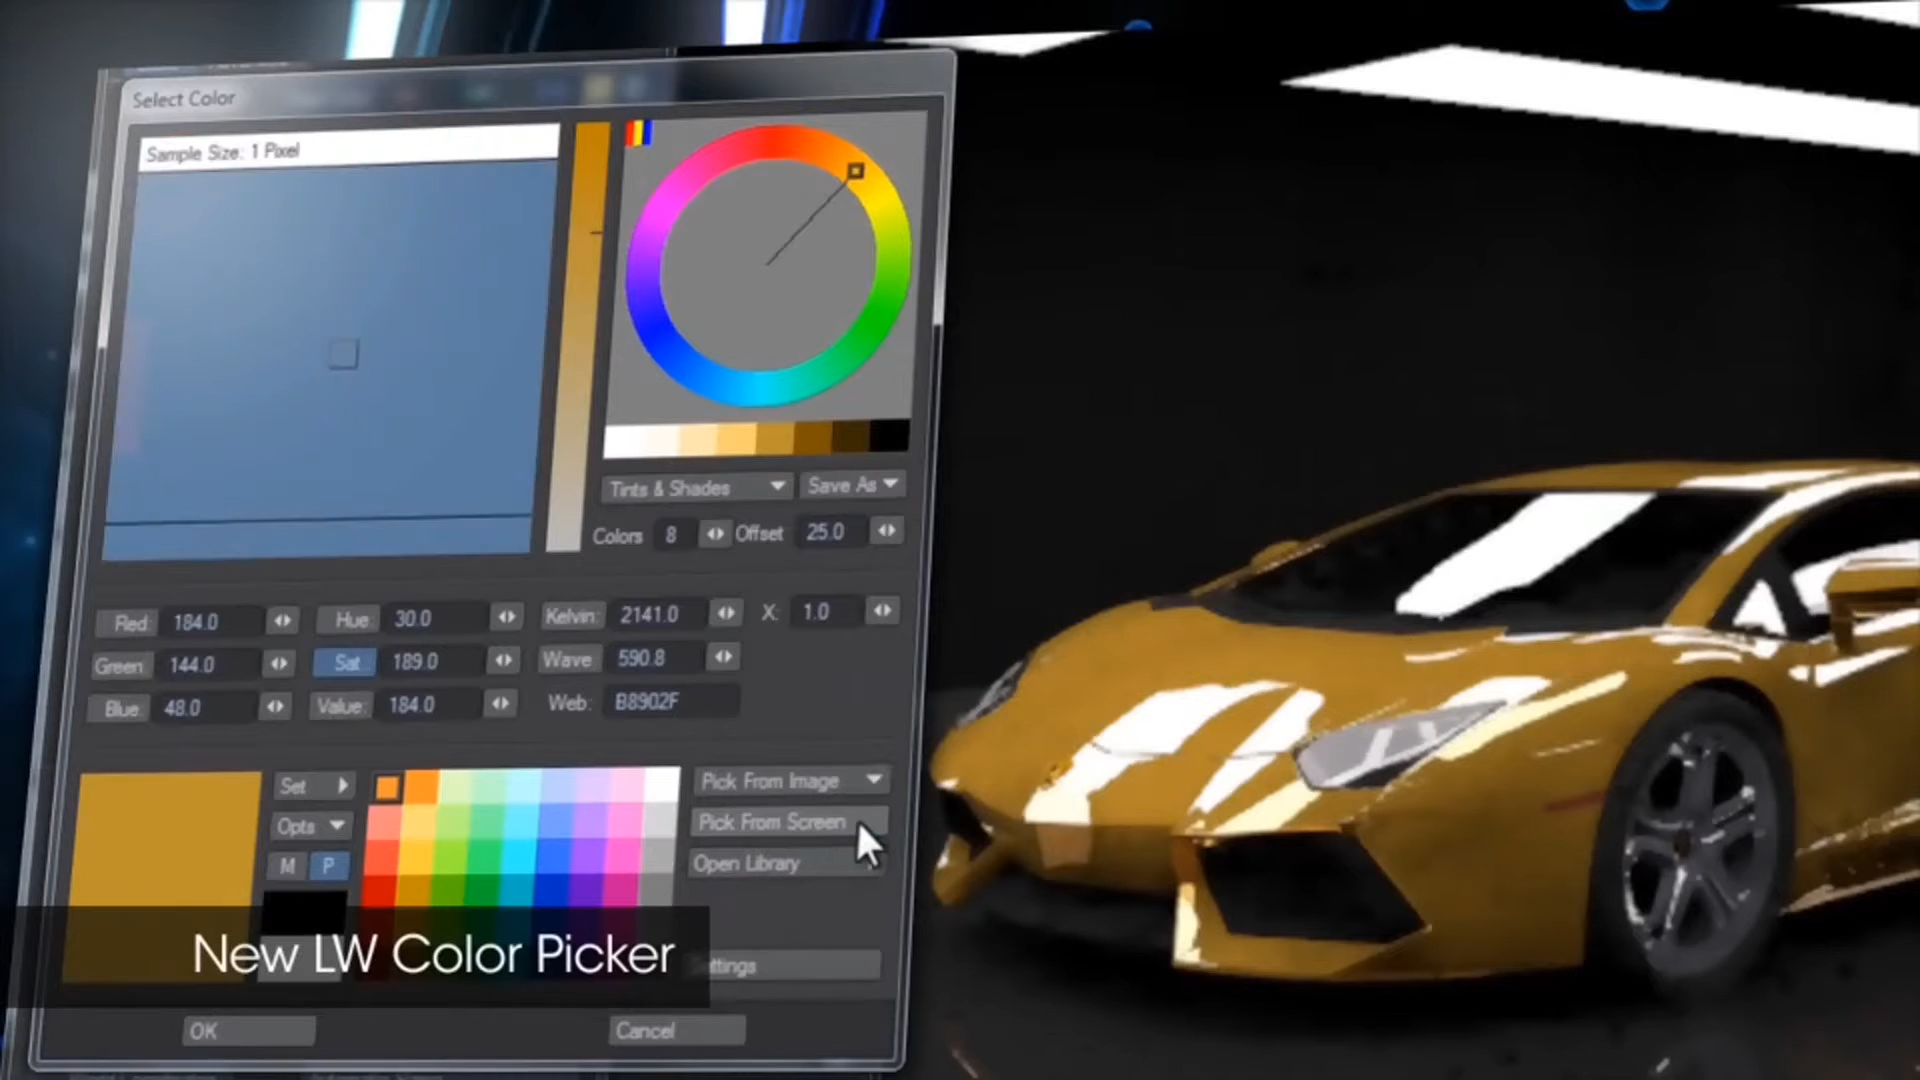 Select Color
Sample Size: 1 Pixel
Tints & Shades
Save As
Colors 8 Offset 25.0
Red: 184.0 Hue: 30.0 Kelvin: 2141.0 X: 1.0
Green 144.0 Sat 189.0 Wave 590.8
Blue: 48.0 Value: 184.0 Web: B8902F
Set Pick From Image
Opts Pick From Screen
M P Open Library
New LW Color Picker
ttings
OK Cancel